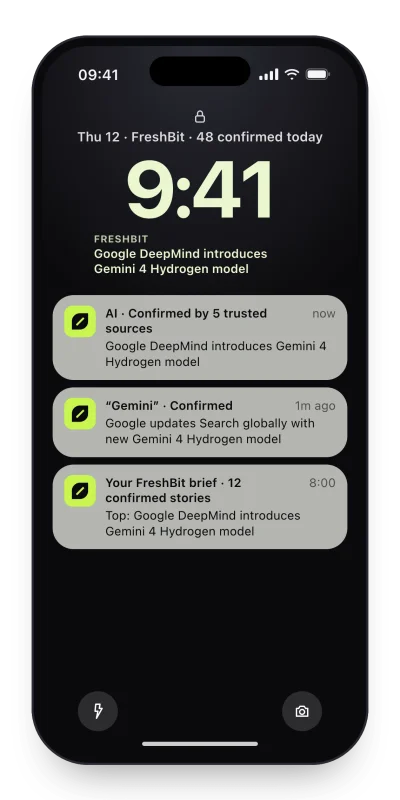 09:41
Thu 12 · FreshBit · 48 confirmed today
9:41
FRESHBIT
Google DeepMind introduces
Gemini 4 Hydrogen model
AI · Confirmed by 5 trusted
sources
now
Google DeepMind introduces Gemini 4
Hydrogen model
“Gemini” · Confirmed
1m ago
Google updates Search globally with
new Gemini 4 Hydrogen model
Your FreshBit brief · 12
confirmed stories
8:00
Top: Google DeepMind introduces
Gemini 4 Hydrogen model